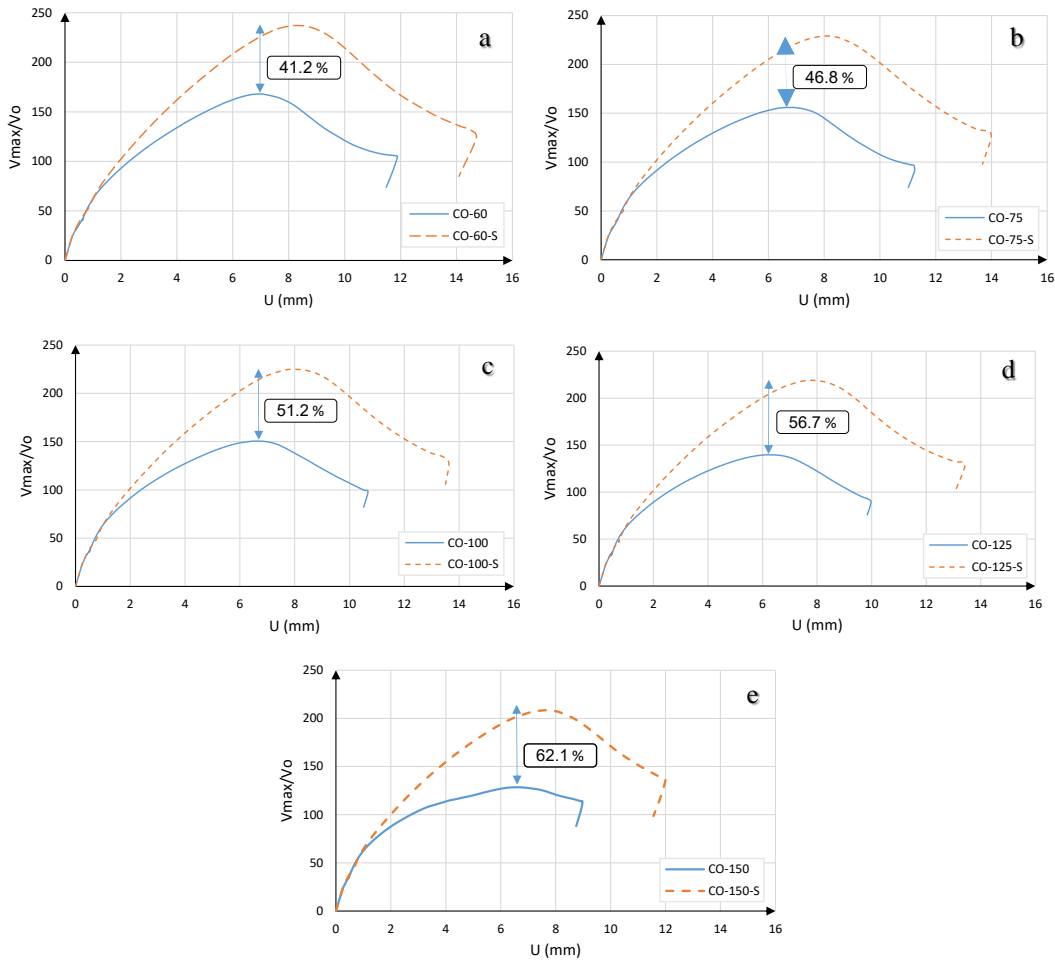 a
250
200
150
100
50
0
Vmax/Vo
41.2 %
CO-60
CO-60-S
0 2 4 6 8 10 12 14 16
U (mm)
b
250
200
150
100
50
0
Vmax/Vo
46.8 %
CO-75
CO-75-S
0 2 4 6 8 10 12 14 16
U (mm)
c
250
200
150
100
50
0
Vmax/Vo
51.2 %
CO-100
CO-100-S
0 2 4 6 8 10 12 14 16
U (mm)
d
250
200
150
100
50
0
Vmax/Vo
56.7 %
CO-125
CO-125-S
0 2 4 6 8 10 12 14 16
U (mm)
e
250
200
150
100
50
0
Vmax/Vo
62.1 %
CO-150
CO-150-S
0 2 4 6 8 10 12 14 16
U (mm)